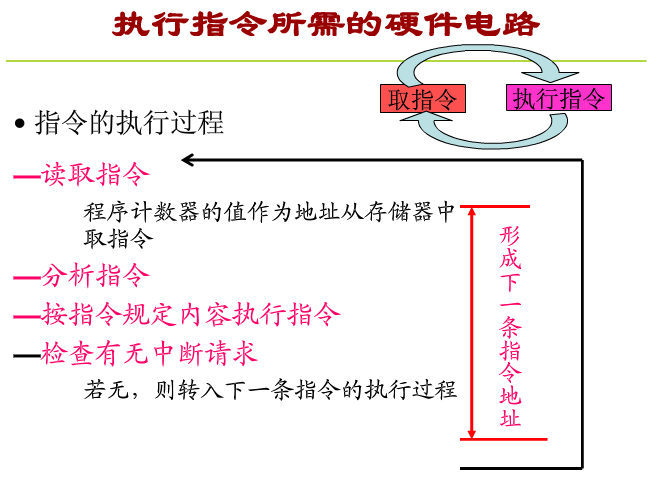 执行指令所需的硬件电路
取指令
执行指令
• 指令的执行过程
—读取指令
程序计数器的值作为地址从存储器中
取指令
—分析指令
—按指令规定内容执行指令
—检查有无中断请求
若无，则转入下一条指令的执行过程
形成下一条指令地址